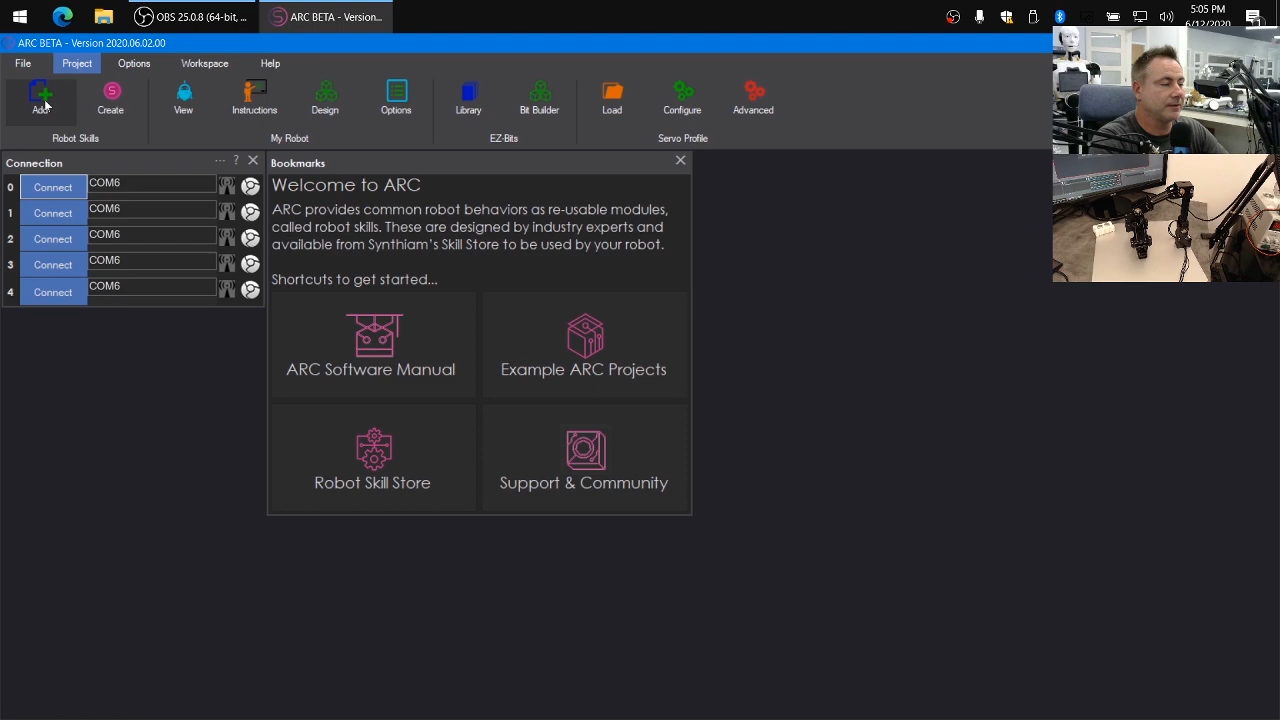 OBS 25.0.8 (64-bit, ...
ARC BETA - Version...
5:05 PM
6/12/2020
ARC BETA - Version 2020.06.02.00
File
Project
Options
Workspace
Help
Add
Create
View
Instructions
Design
Options
Library
Bit Builder
Load
Configure
Advanced
Robot Skills
My Robot
EZ-Bits
Servo Profile
Connection
... ?
0 Connect COM6
1 Connect COM6
2 Connect COM6
3 Connect COM6
4 Connect COM6
Bookmarks
Welcome to ARC
ARC provides common robot behaviors as re-usable modules,
called robot skills. These are designed by industry experts and
available from Synthiam's Skill Store to be used by your robot.
Shortcuts to get started...
ARC Software Manual
Example ARC Projects
Robot Skill Store
Support & Community